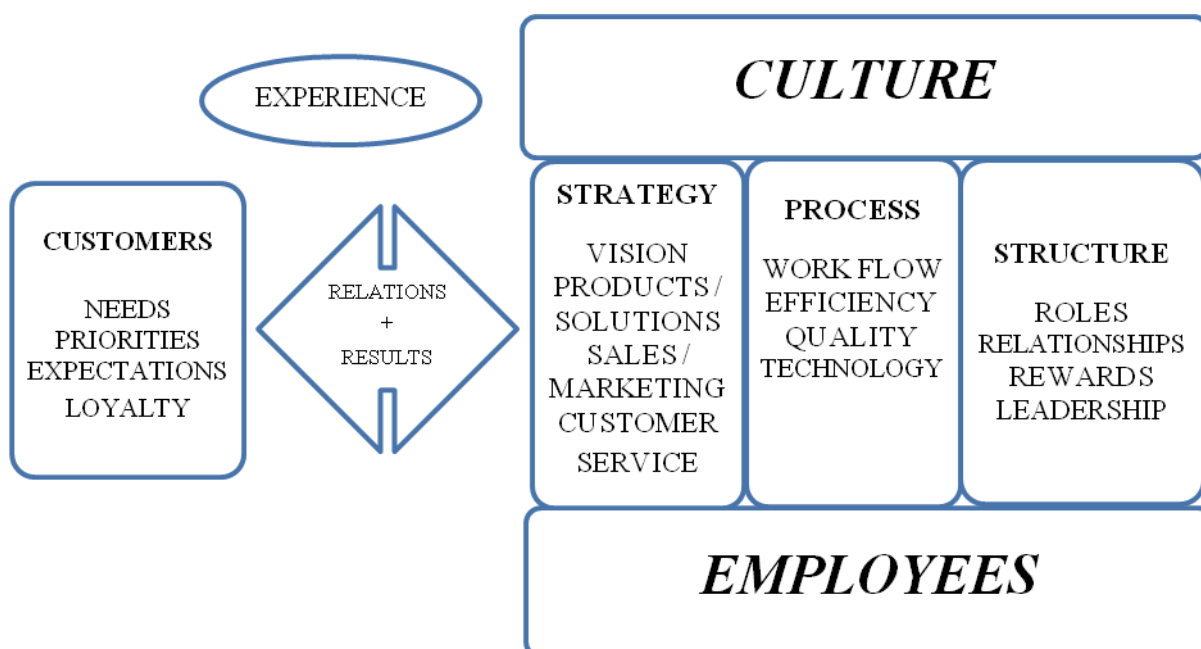 EXPERIENCE
CULTURE
CUSTOMERS
NEEDS
PRIORITIES
EXPECTATIONS
LOYALTY
RELATIONS
+
RESULTS
STRATEGY
VISION
PRODUCTS /
SOLUTIONS
SALES /
MARKETING
CUSTOMER
SERVICE
PROCESS
WORK FLOW
EFFICIENCY
QUALITY
TECHNOLOGY
STRUCTURE
ROLES
RELATIONSHIPS
REWARDS
LEADERSHIP
EMPLOYEES